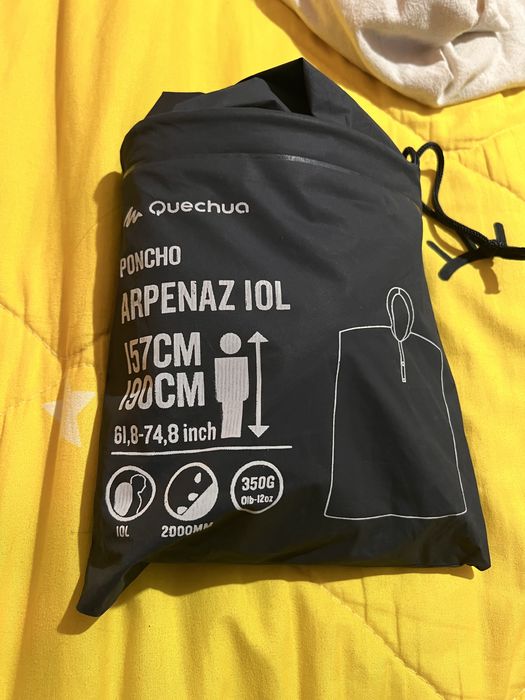 Quechua
PONCHO
ARPENAZ 10L
157CM
190CM
61,8-74,8 inch
350G
0lb-12oz
10L
2000MM